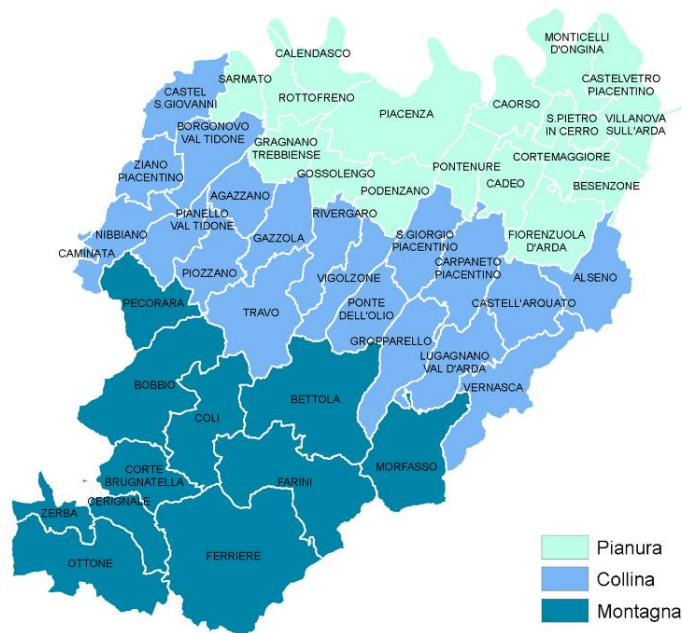 MONTICELLI
D'ONGINA
CALENDASCO
SARMATO
CASTELVETRO
PIACENTINO
CASTEL
S.GIOVANNI
ROTTOFRENO
CAORSO
PIACENZA
S.PIETRO
IN CERRO
VILLANOVA
SULL'ARDA
BORGONOVO
VAL TIDONE
GRAGNANO
TREBBIENSE
CORTEMAGGIORE
ZIANO
PIACENTINO
PONTENURE
GOSSOLENGO
CADEO
BESENZONE
PODENZANO
AGAZZANO
PIANELLO
VAL TIDONE
RIVERGARO
NIBBIANO
S.GIORGIO
PIACENTINO
FIORENZUOLA
D'ARDA
GAZZOLA
CAMINATA
CARPANETO
PIACENTINO
PIOZZANO
VIGOLZONE
ALSENO
PECORARA
TRAVO
PONTE
DELL'OLIO
CASTELL'ARQUATO
GROPPARELLO
LUGAGNANO
VAL D'ARDA
BOBBIO
VERNASCA
BETTOLA
COLI
CORTE
BRUGNATELLA
MORFASSO
FARINI
CERIGNALE
ZERBA
FERRIERE
OTTONE
Pianura
Collina
Montagna